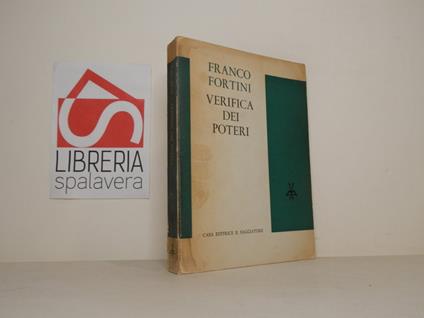 LIBRERIA
spalavera
FRANCO
FORTINI
VERIFICA
DEI
POTERI
CASA EDITRICE IL SAGGIATORE